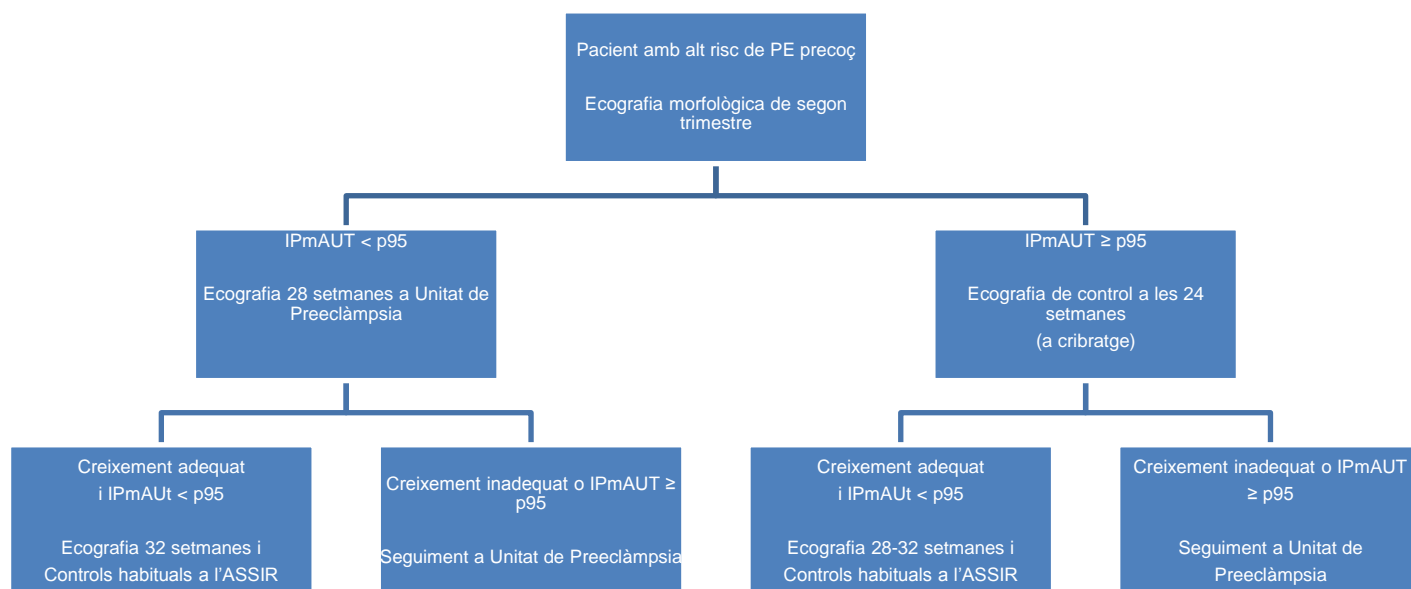 Pacient amb alt risc de PE precoç
Ecografia morfològica de segon
trimestre
IPmAUT < p95
Ecografia 28 setmanes a Unitat de
Preeclàmpsia
IPmAUT ≥ p95
Ecografia de control a les 24
setmanes
(a cribratge)
Creixement adequat
i IPmAUt < p95
Ecografia 32 setmanes i
Controls habituals a l’ASSIR
Creixement inadequat o IPmAUT ≥
p95
Seguiment a Unitat de Preeclàmpsia
Creixement adequat
i IPmAUt < p95
Ecografia 28-32 setmanes i
Controls habituals a l’ASSIR
Creixement inadequat o IPmAUT
≥ p95
Seguiment a Unitat de
Preeclàmpsia